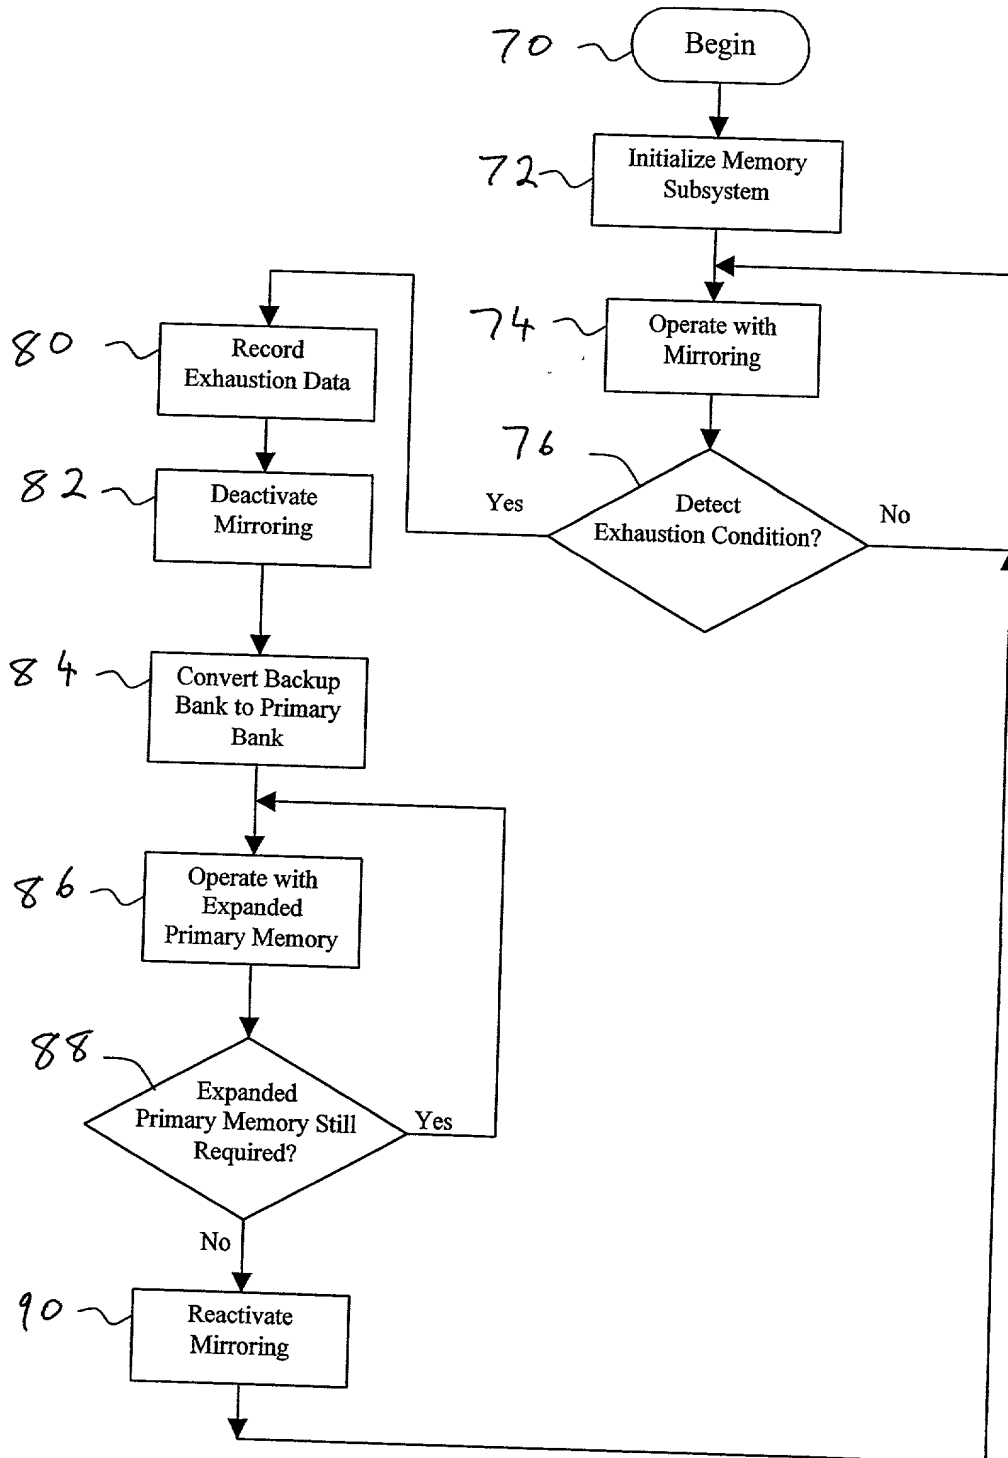 70
Begin
72
Initialize Memory
Subsystem
74
Operate with
Mirroring
76
Detect
Exhaustion Condition?
Yes
No
80
Record
Exhaustion Data
82
Deactivate
Mirroring
84
Convert Backup
Bank to Primary
Bank
86
Operate with
Expanded
Primary Memory
88
Expanded
Primary Memory Still
Required?
Yes
No
90
Reactivate
Mirroring